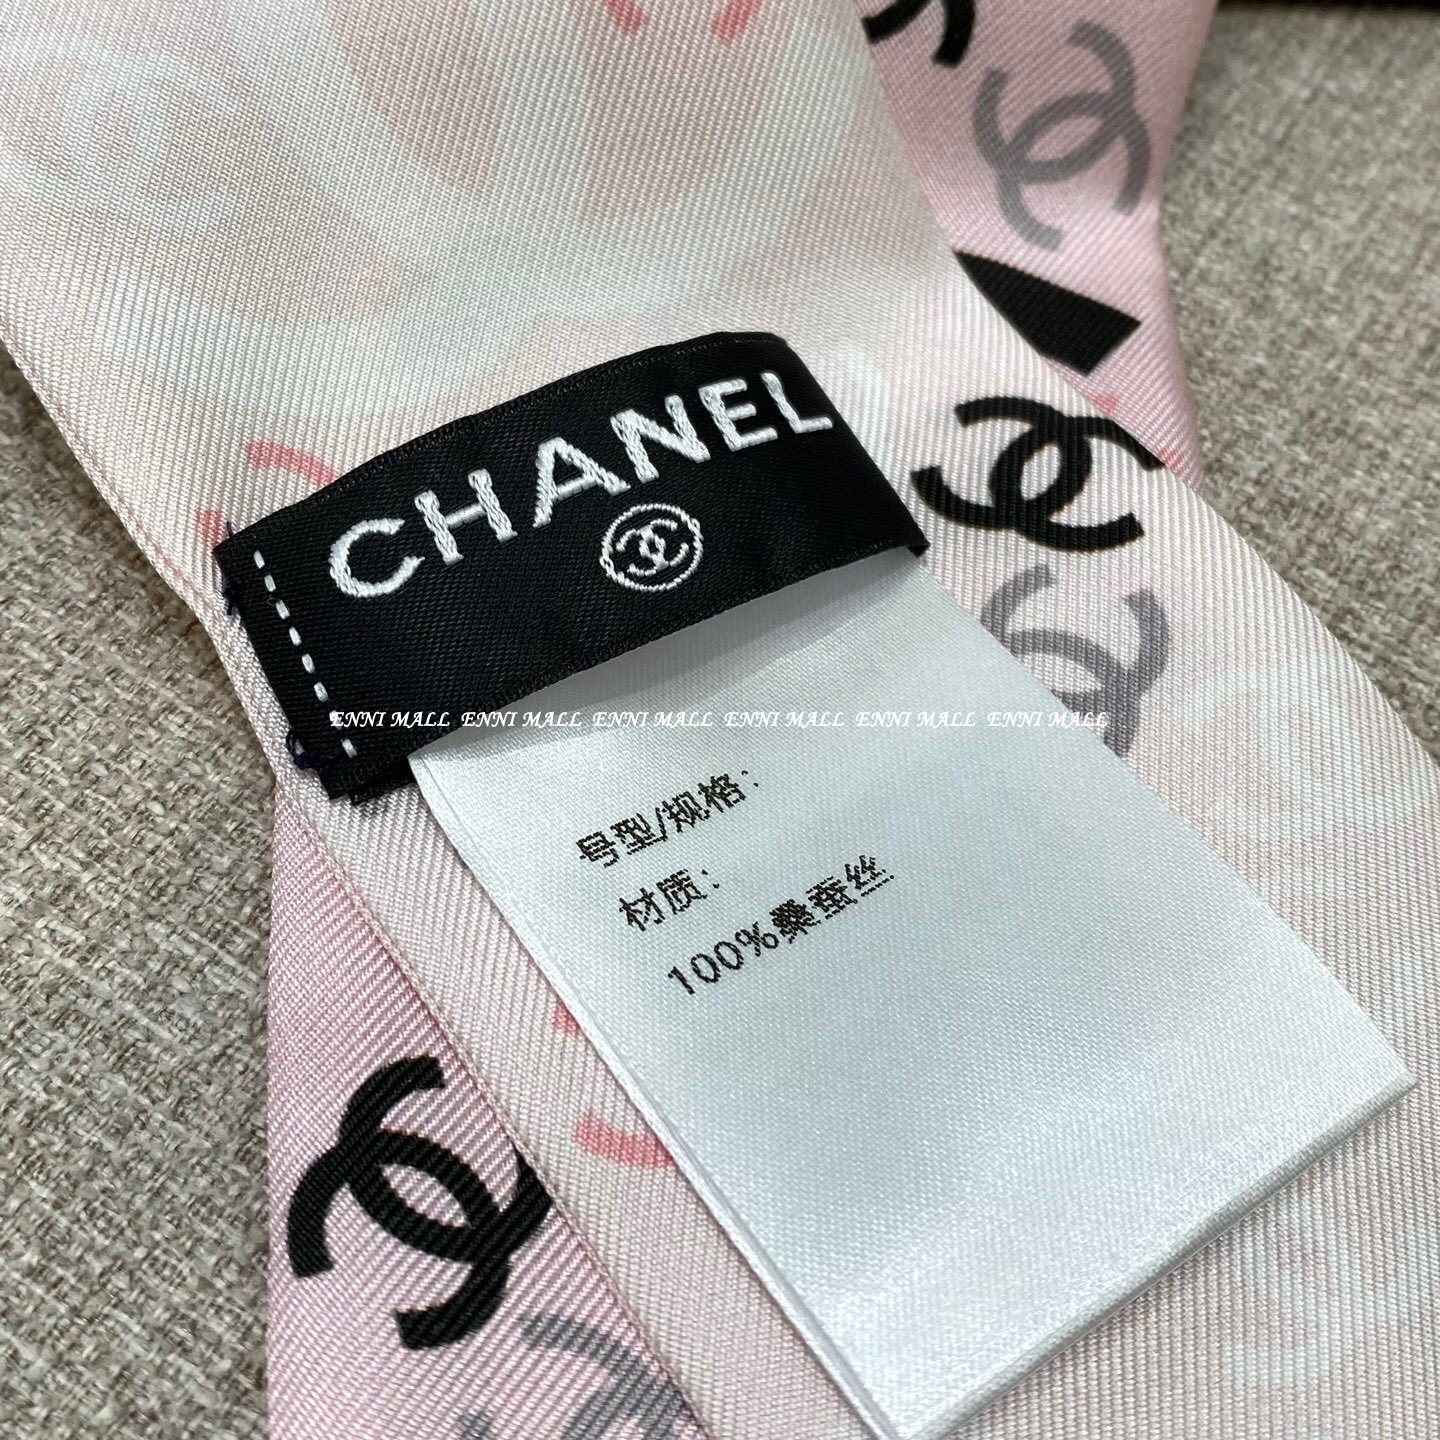 CHANEL
ENNI MALL ENNI MALL ENNI MALL ENNI MALL ENNI MALL ENNI MALL
号型/规格：
材质：
100%桑蚕丝